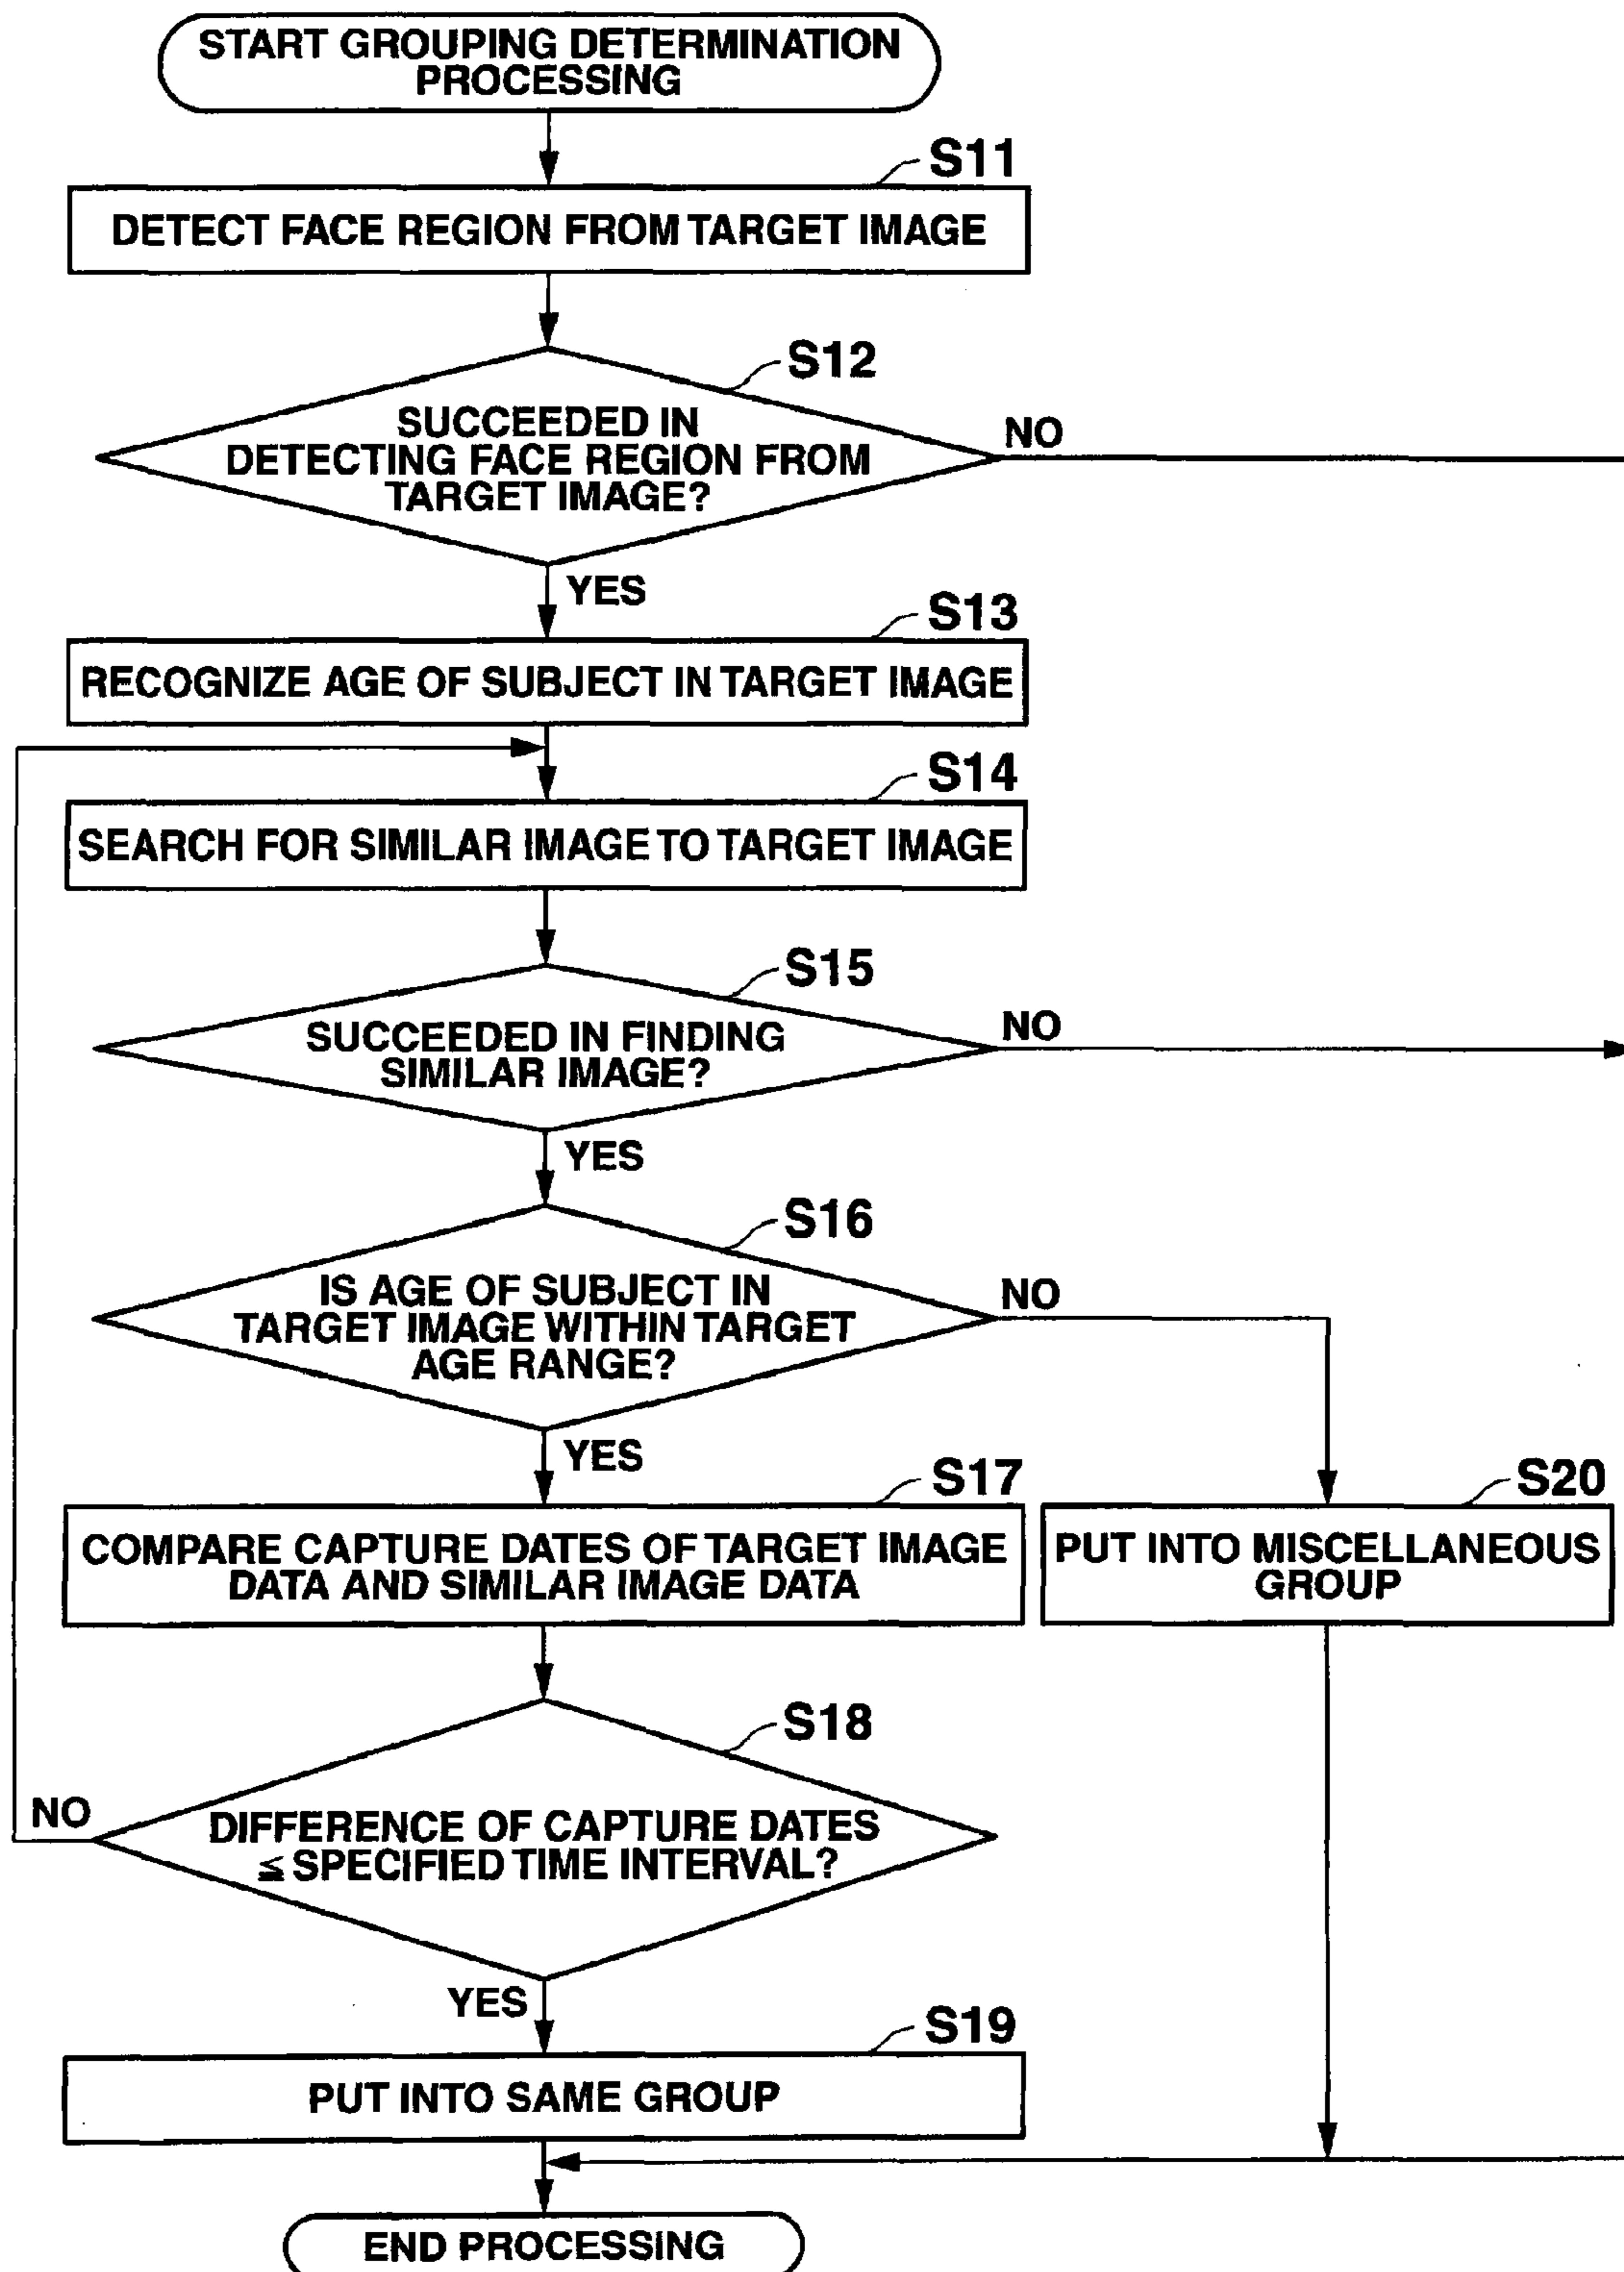 START GROUPING DETERMINATION
PROCESSING
S11
DETECT FACE REGION FROM TARGET IMAGE
S12
SUCCEEDED IN
DETECTING FACE REGION FROM
TARGET IMAGE?
NO
YES
S13
RECOGNIZE AGE OF SUBJECT IN TARGET IMAGE
S14
SEARCH FOR SIMILAR IMAGE TO TARGET IMAGE
S15
SUCCEEDED IN FINDING
SIMILAR IMAGE?
NO
YES
S16
IS AGE OF SUBJECT IN
TARGET IMAGE WITHIN TARGET
AGE RANGE?
NO
YES
S17
COMPARE CAPTURE DATES OF TARGET IMAGE
DATA AND SIMILAR IMAGE DATA
S20
PUT INTO MISCELLANEOUS
GROUP
S18
DIFFERENCE OF CAPTURE DATES
≦ SPECIFIED TIME INTERVAL?
NO
YES
S19
PUT INTO SAME GROUP
END PROCESSING